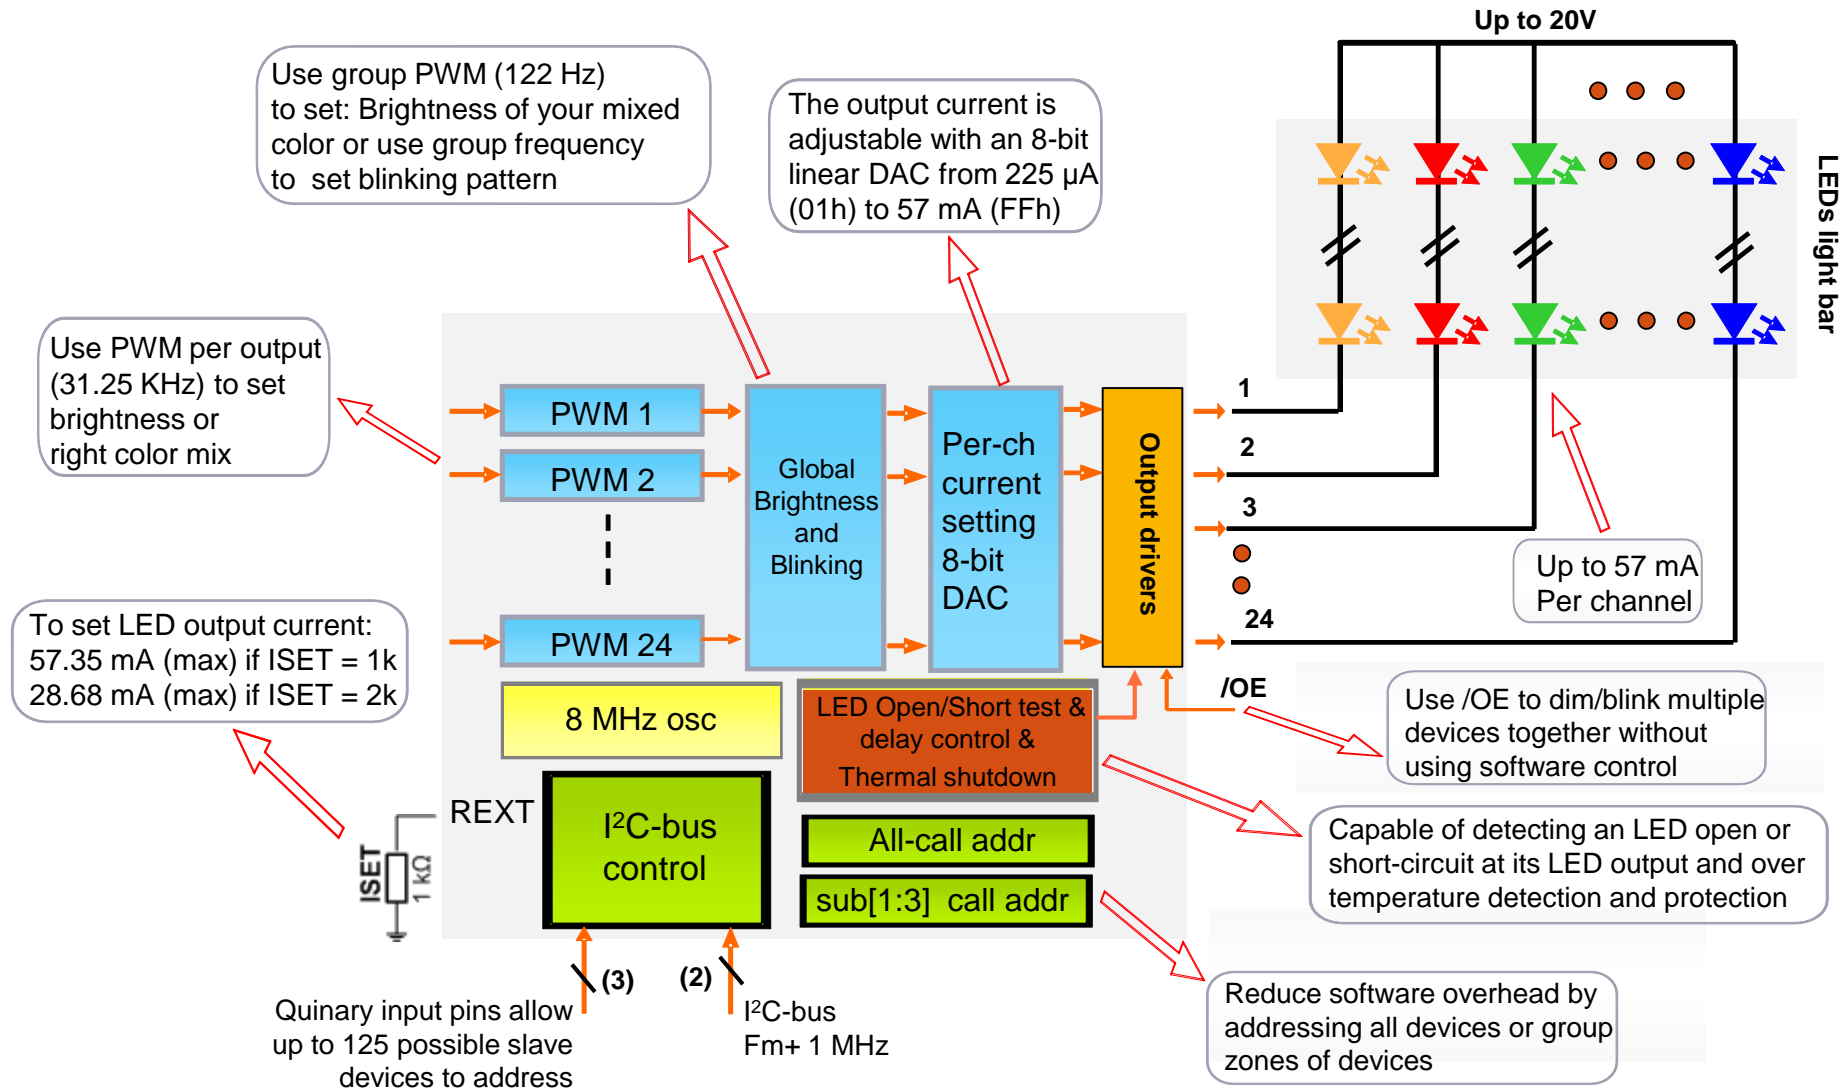 Up to 20V
Use group PWM (122 Hz)
to set: Brightness of your mixed
color or use group frequency
to set blinking pattern
The output current is
adjustable with an 8-bit
linear DAC from 225 µA
(01h) to 57 mA (FFh)
LEDs light bar
Use PWM per output
(31.25 KHz) to set
brightness or
right color mix
PWM 1
PWM 2
PWM 24
Global
Brightness
and
Blinking
Per-ch
current
setting
8-bit
DAC
Output drivers
1
2
3
24
Up to 57 mA
Per channel
To set LED output current:
57.35 mA (max) if ISET = 1k
28.68 mA (max) if ISET = 2k
8 MHz osc
LED Open/Short test &
delay control &
Thermal shutdown
/OE
Use /OE to dim/blink multiple
devices together without
using software control
REXT
ISET
1 kΩ
I²C-bus
control
All-call addr
sub[1:3] call addr
Capable of detecting an LED open or
short-circuit at its LED output and over
temperature detection and protection
(3)
(2)
Quinary input pins allow
up to 125 possible slave
devices to address
I²C-bus
Fm+ 1 MHz
Reduce software overhead by
addressing all devices or group
zones of devices